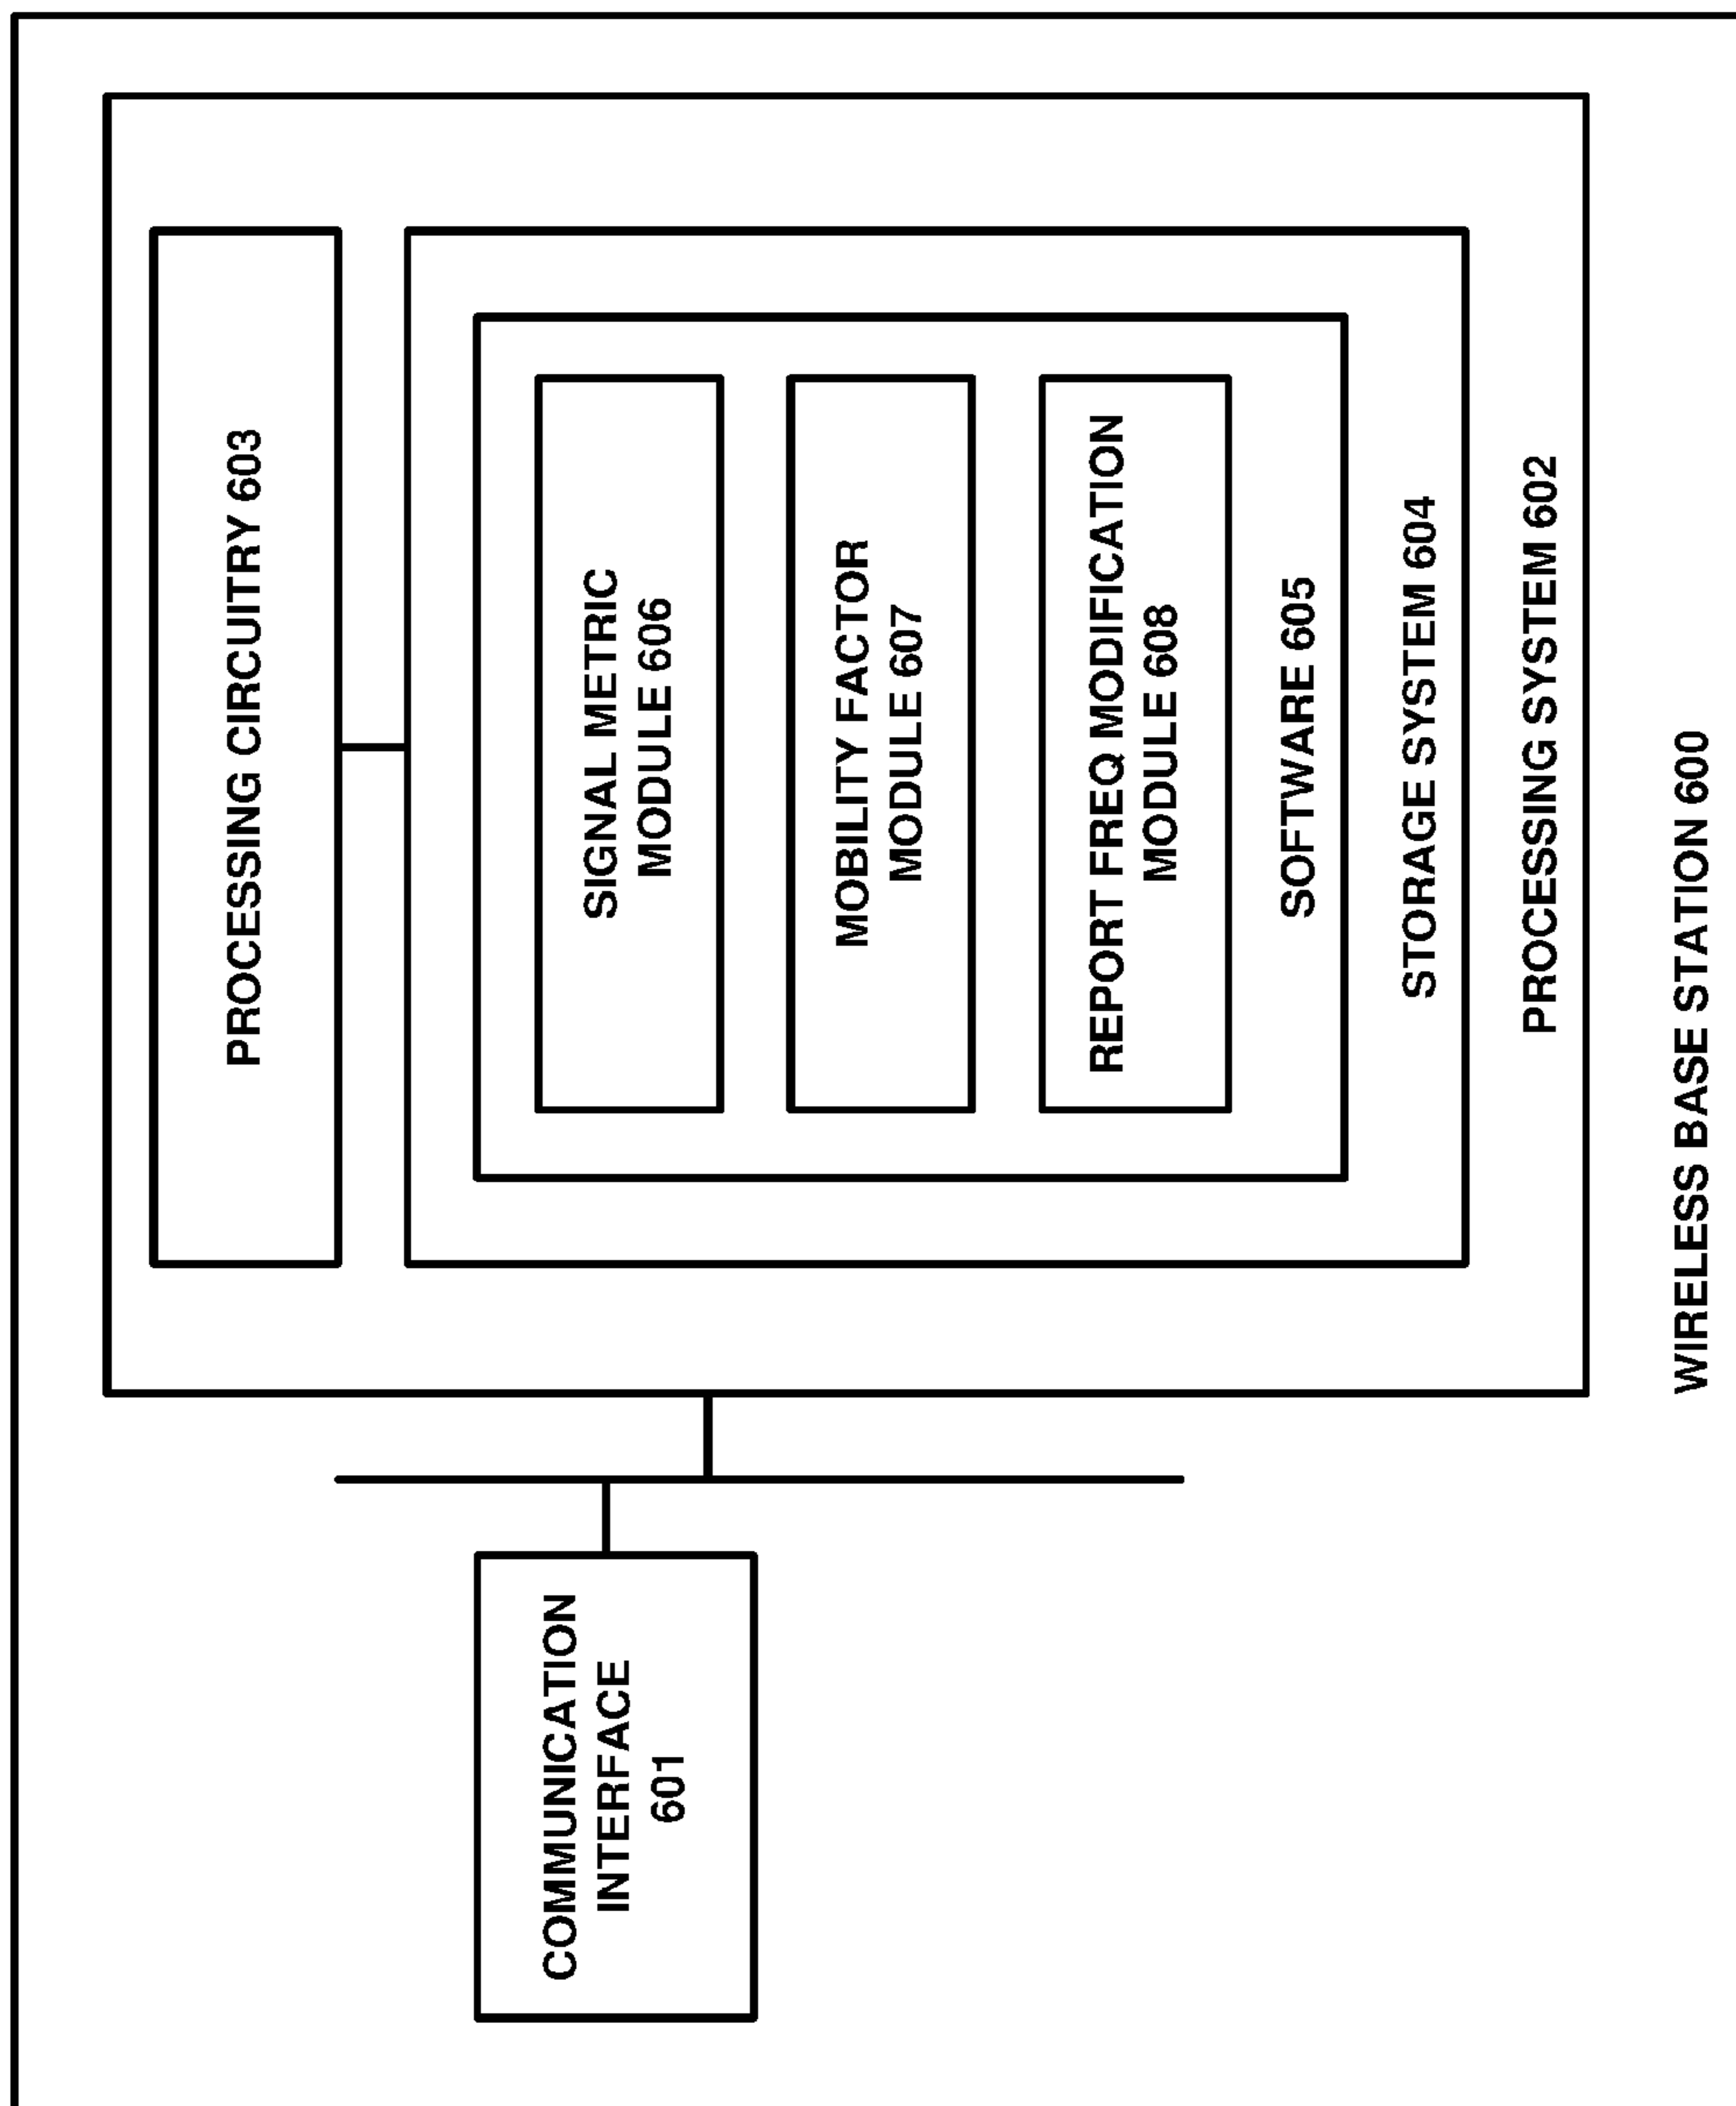 PROCESSING CIRCUITRY 603
COMMUNICATION
INTERFACE
601
SIGNAL METRIC
MODULE 606
MOBILITY FACTOR
MODULE 607
REPORT FREQ MODIFICATION
MODULE 608
SOFTWARE 605
STORAGE SYSTEM 604
PROCESSING SYSTEM 602
WIRELESS BASE STATION 600